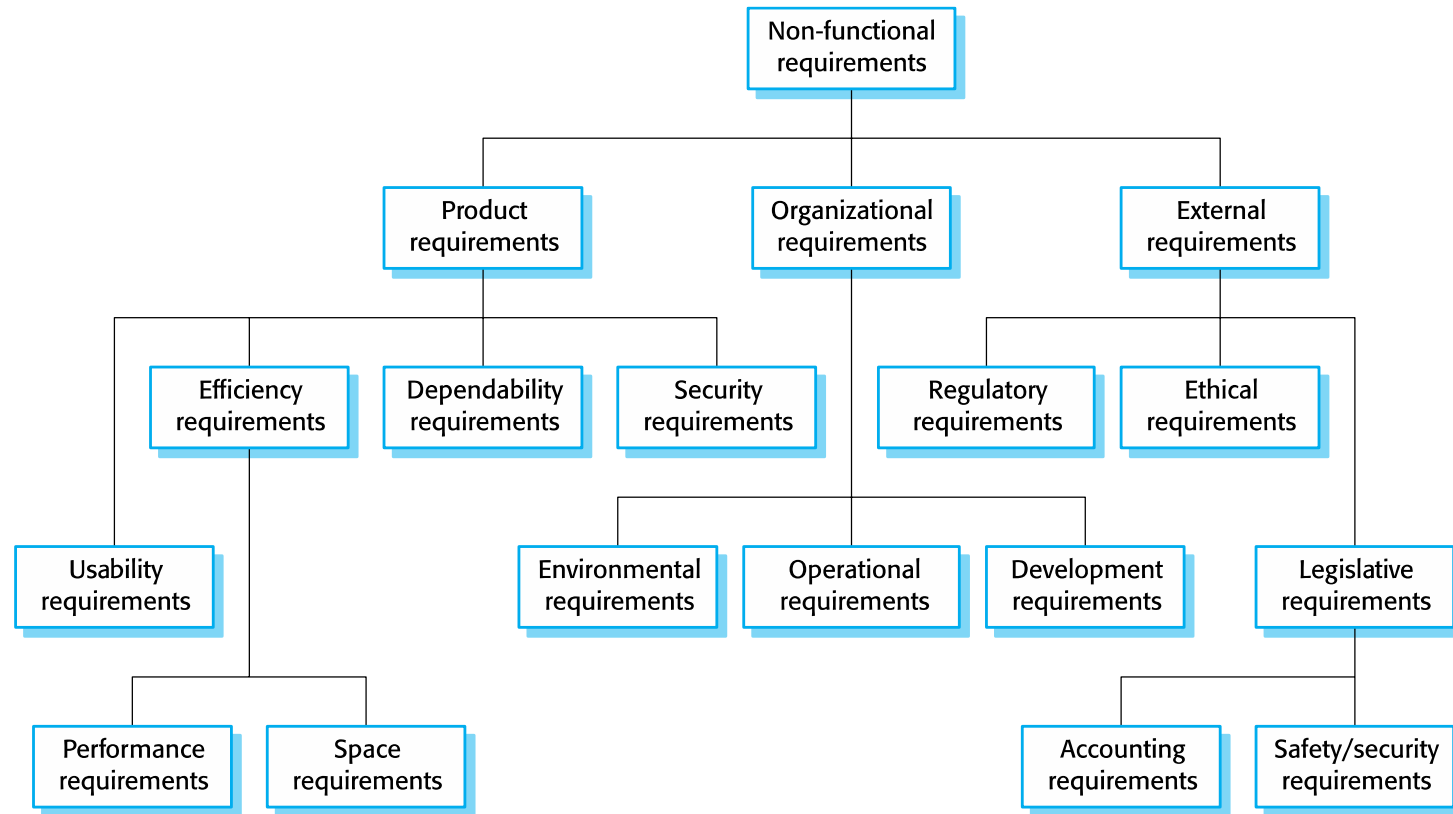 Non-functional
requirements
Product
requirements
Organizational
requirements
External
requirements
Efficiency
requirements
Dependability
requirements
Security
requirements
Regulatory
requirements
Ethical
requirements
Usability
requirements
Environmental
requirements
Operational
requirements
Development
requirements
Legislative
requirements
Performance
requirements
Space
requirements
Accounting
requirements
Safety/security
requirements